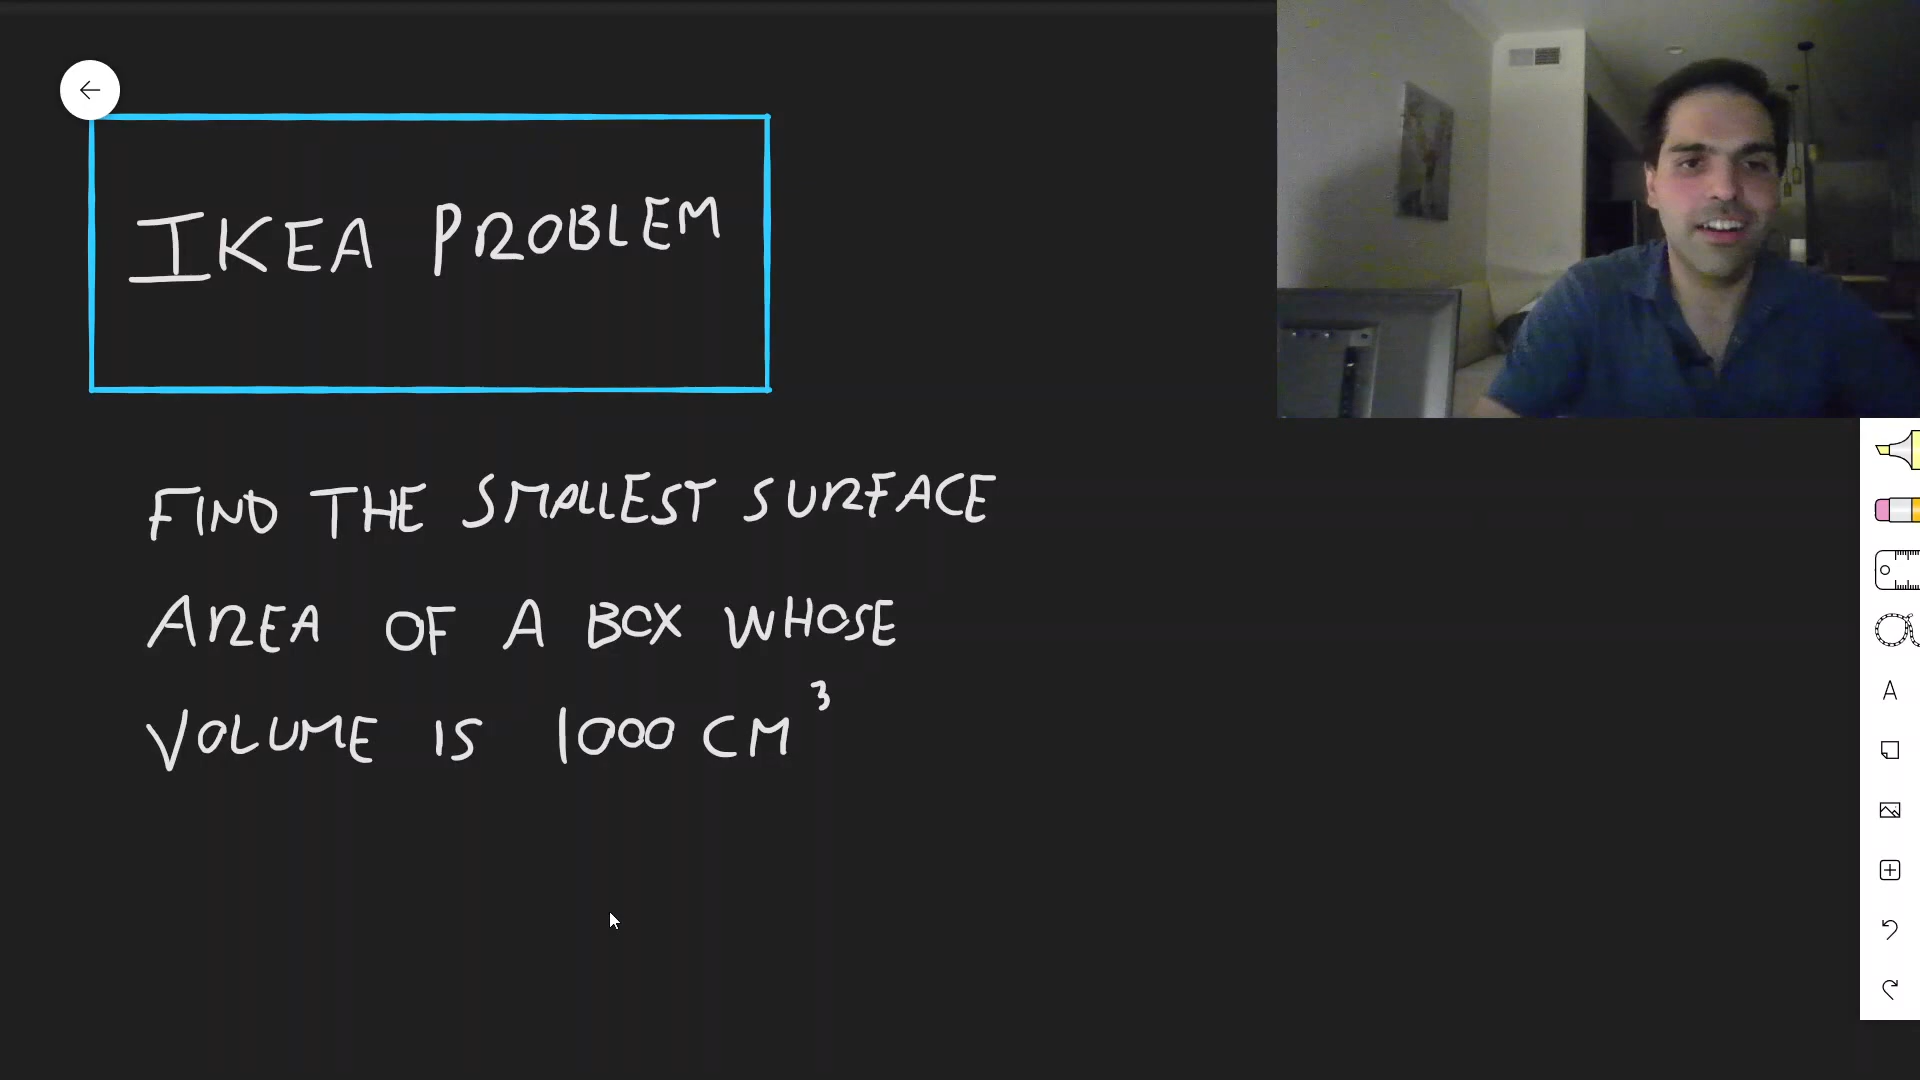 IKEA PROBLEM
FIND THE SMALLEST SURFACE
AREA OF A BOX WHOSE
VOLUME IS 1000 CM³
A